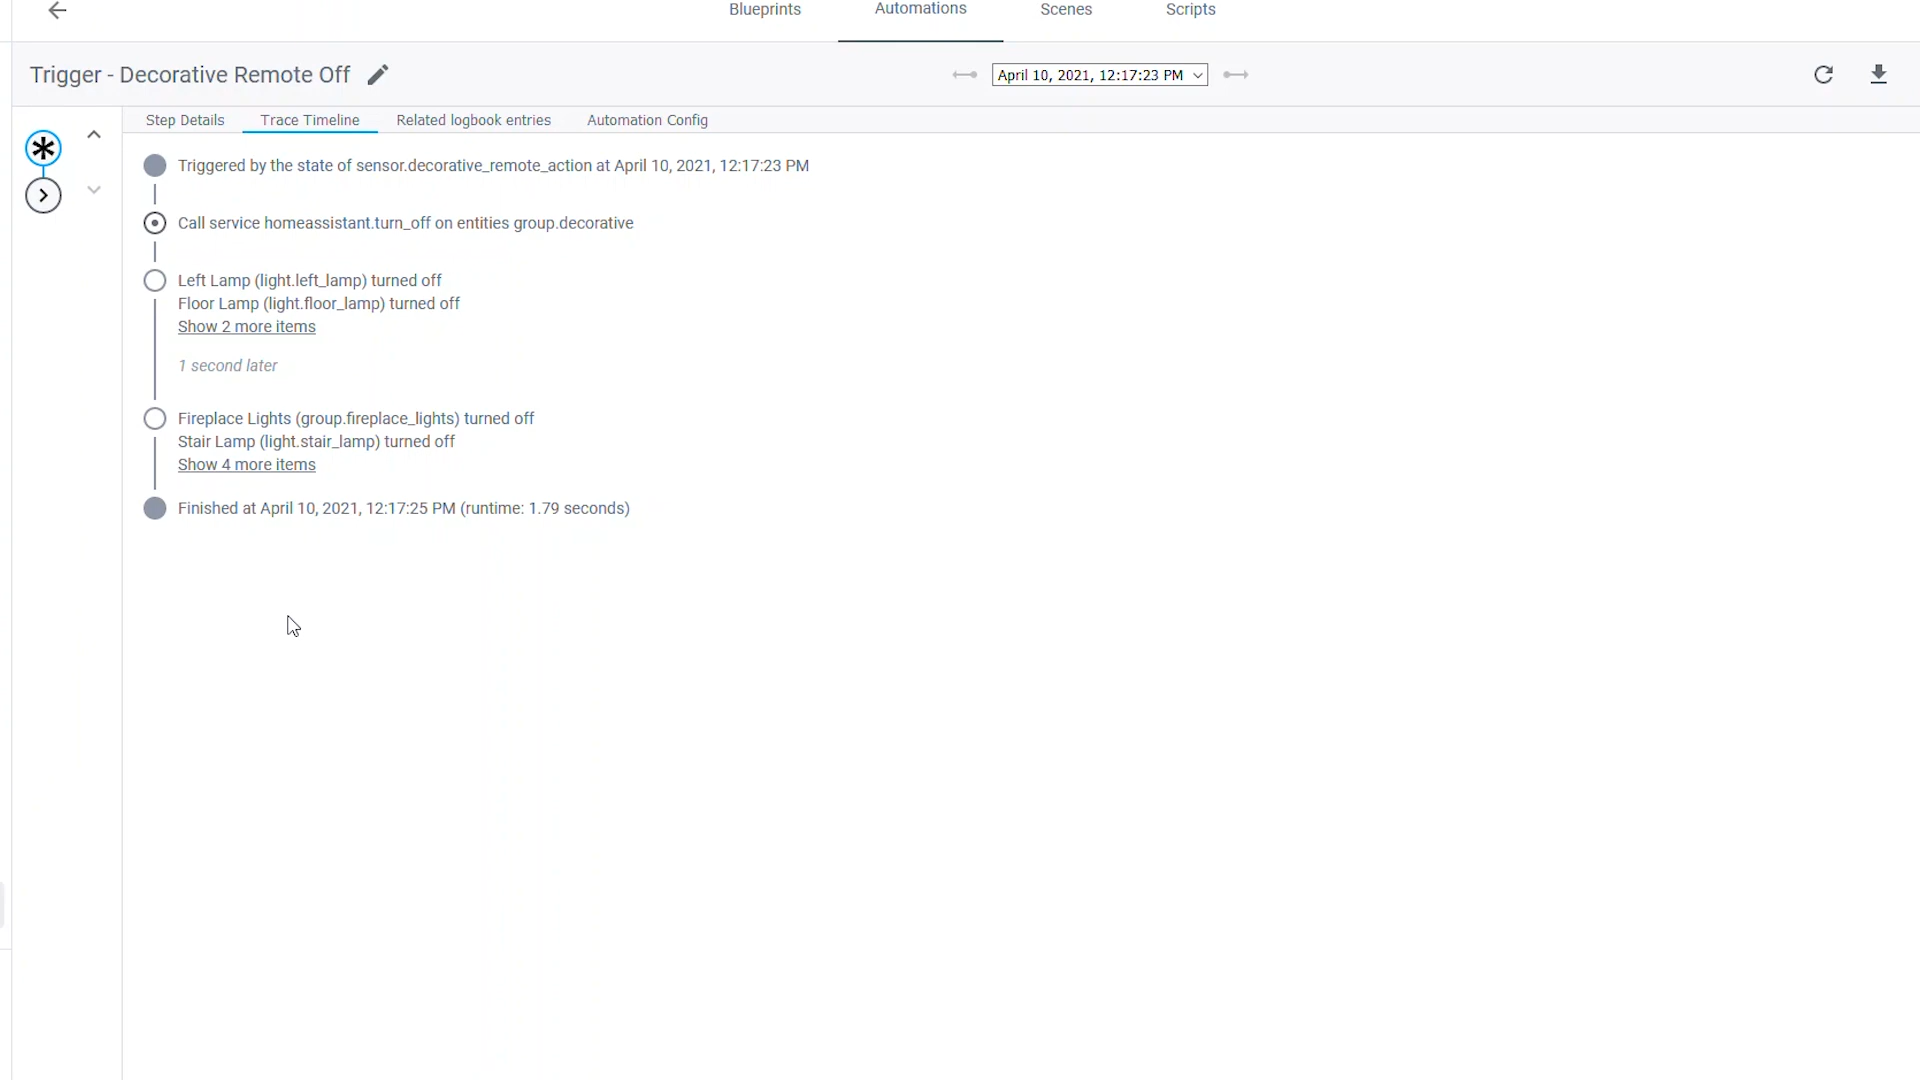 Blueprints Automations Scenes Scripts
Trigger - Decorative Remote Off
April 10, 2021, 12:17:23 PM
Step Details Trace Timeline Related logbook entries Automation Config
Triggered by the state of sensor.decorative_remote_action at April 10, 2021, 12:17:23 PM
Call service homeassistant.turn_off on entities group.decorative
Left Lamp (light.left_lamp) turned off
Floor Lamp (light.floor_lamp) turned off
Show 2 more items
1 second later
Fireplace Lights (group.fireplace_lights) turned off
Stair Lamp (light.stair_lamp) turned off
Show 4 more items
Finished at April 10, 2021, 12:17:25 PM (runtime: 1.79 seconds)